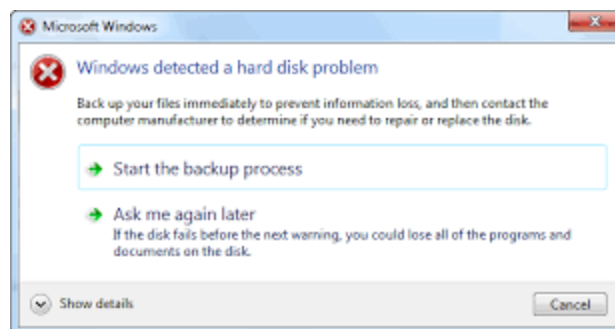 Microsoft Windows
Windows detected a hard disk problem
Back up your files immediately to prevent information loss, and then contact the
computer manufacturer to determine if you need to repair or replace the disk.
Start the backup process
Ask me again later
If the disk fails before the next warning, you could lose all of the programs and
documents on the disk.
Show details
Cancel